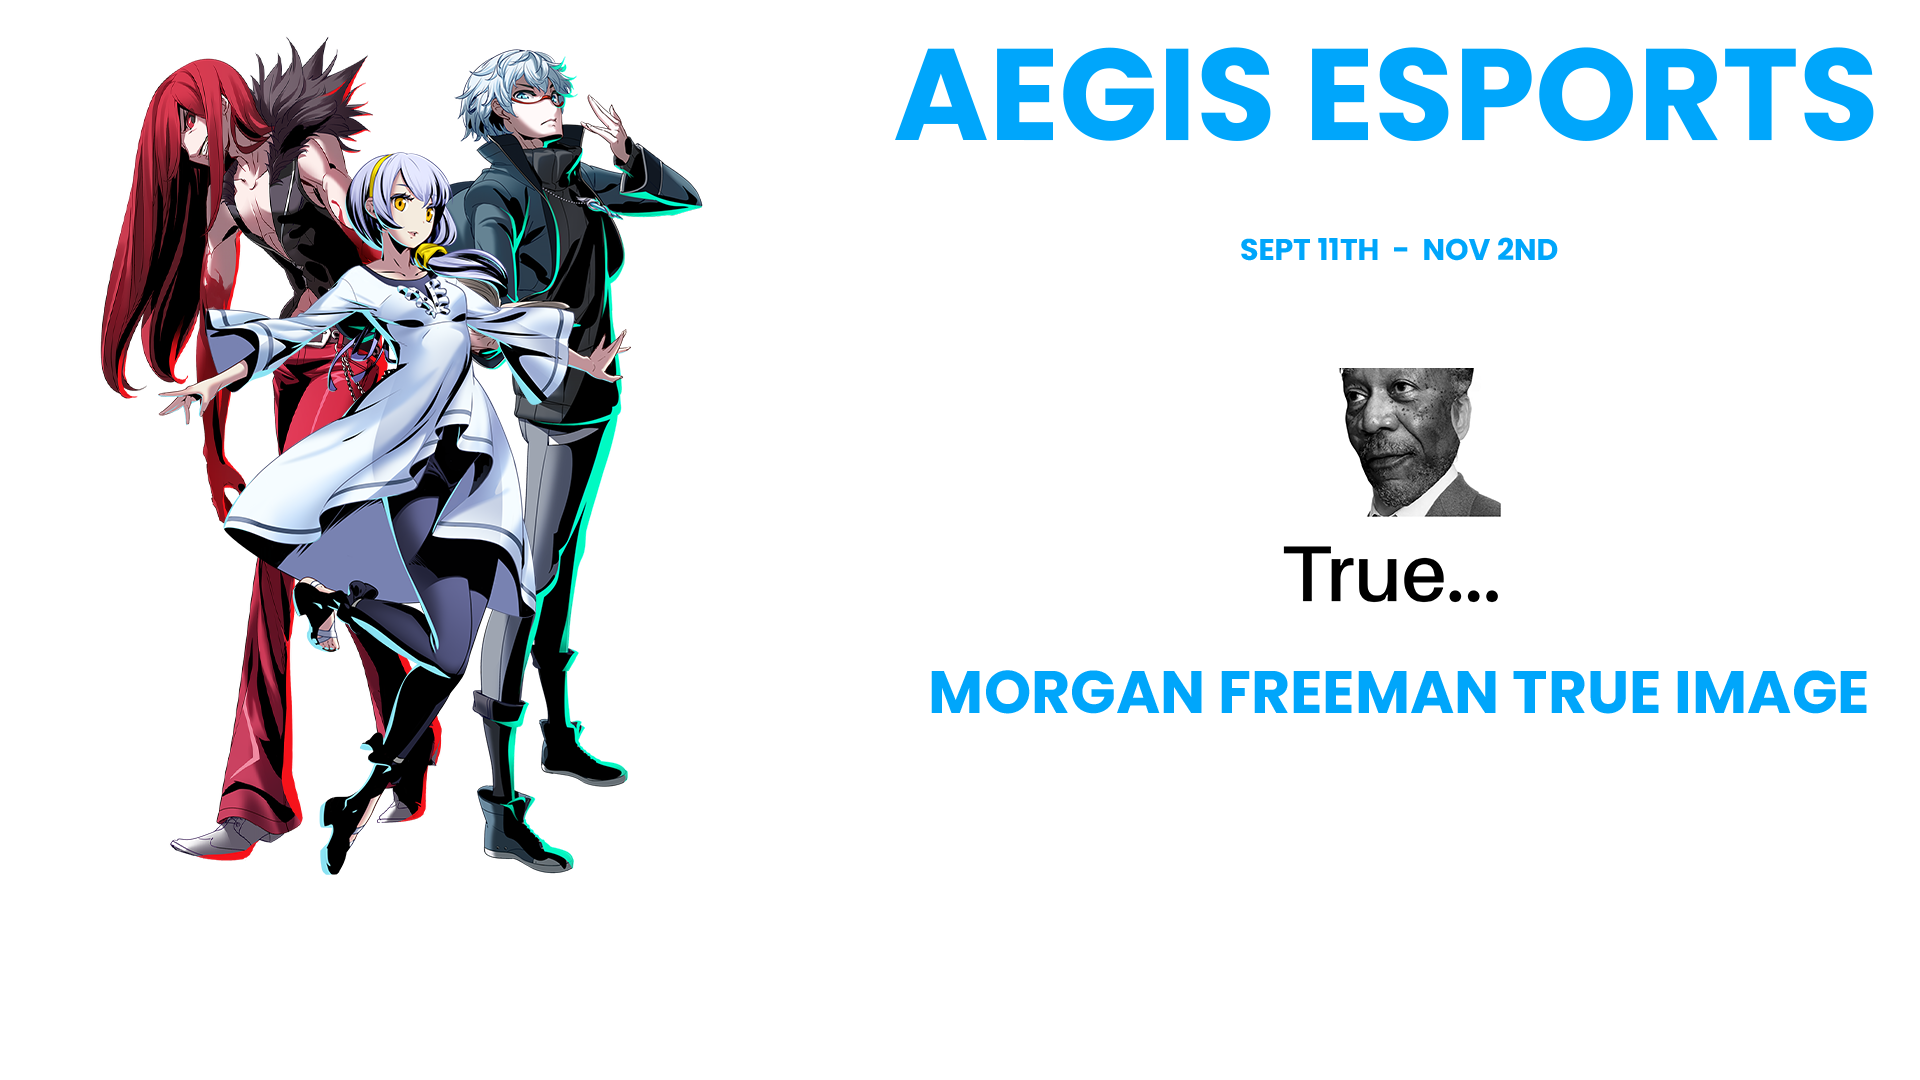 AEGIS ESPORTS
SEPT 11TH - NOV 2ND
True...
MORGAN FREEMAN TRUE IMAGE